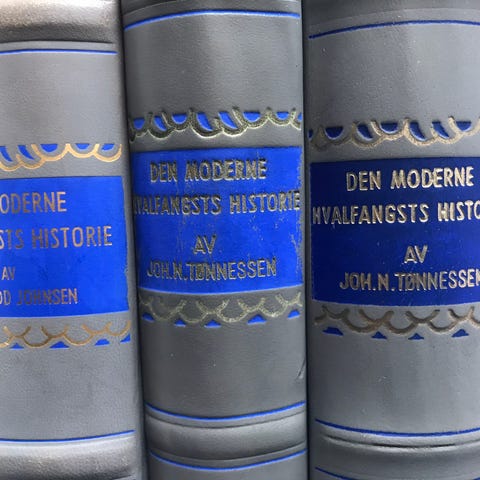 ODERNE
STS HISTORIE
AV
OD JOHNSEN
DEN MODERNE
HVALFANGSTS HISTORIE
AV
JOH.N.TØNNESSEN
DEN MODERNE
HVALFANGSTS HISTO
AV
JOH.N.TØNNESSEN